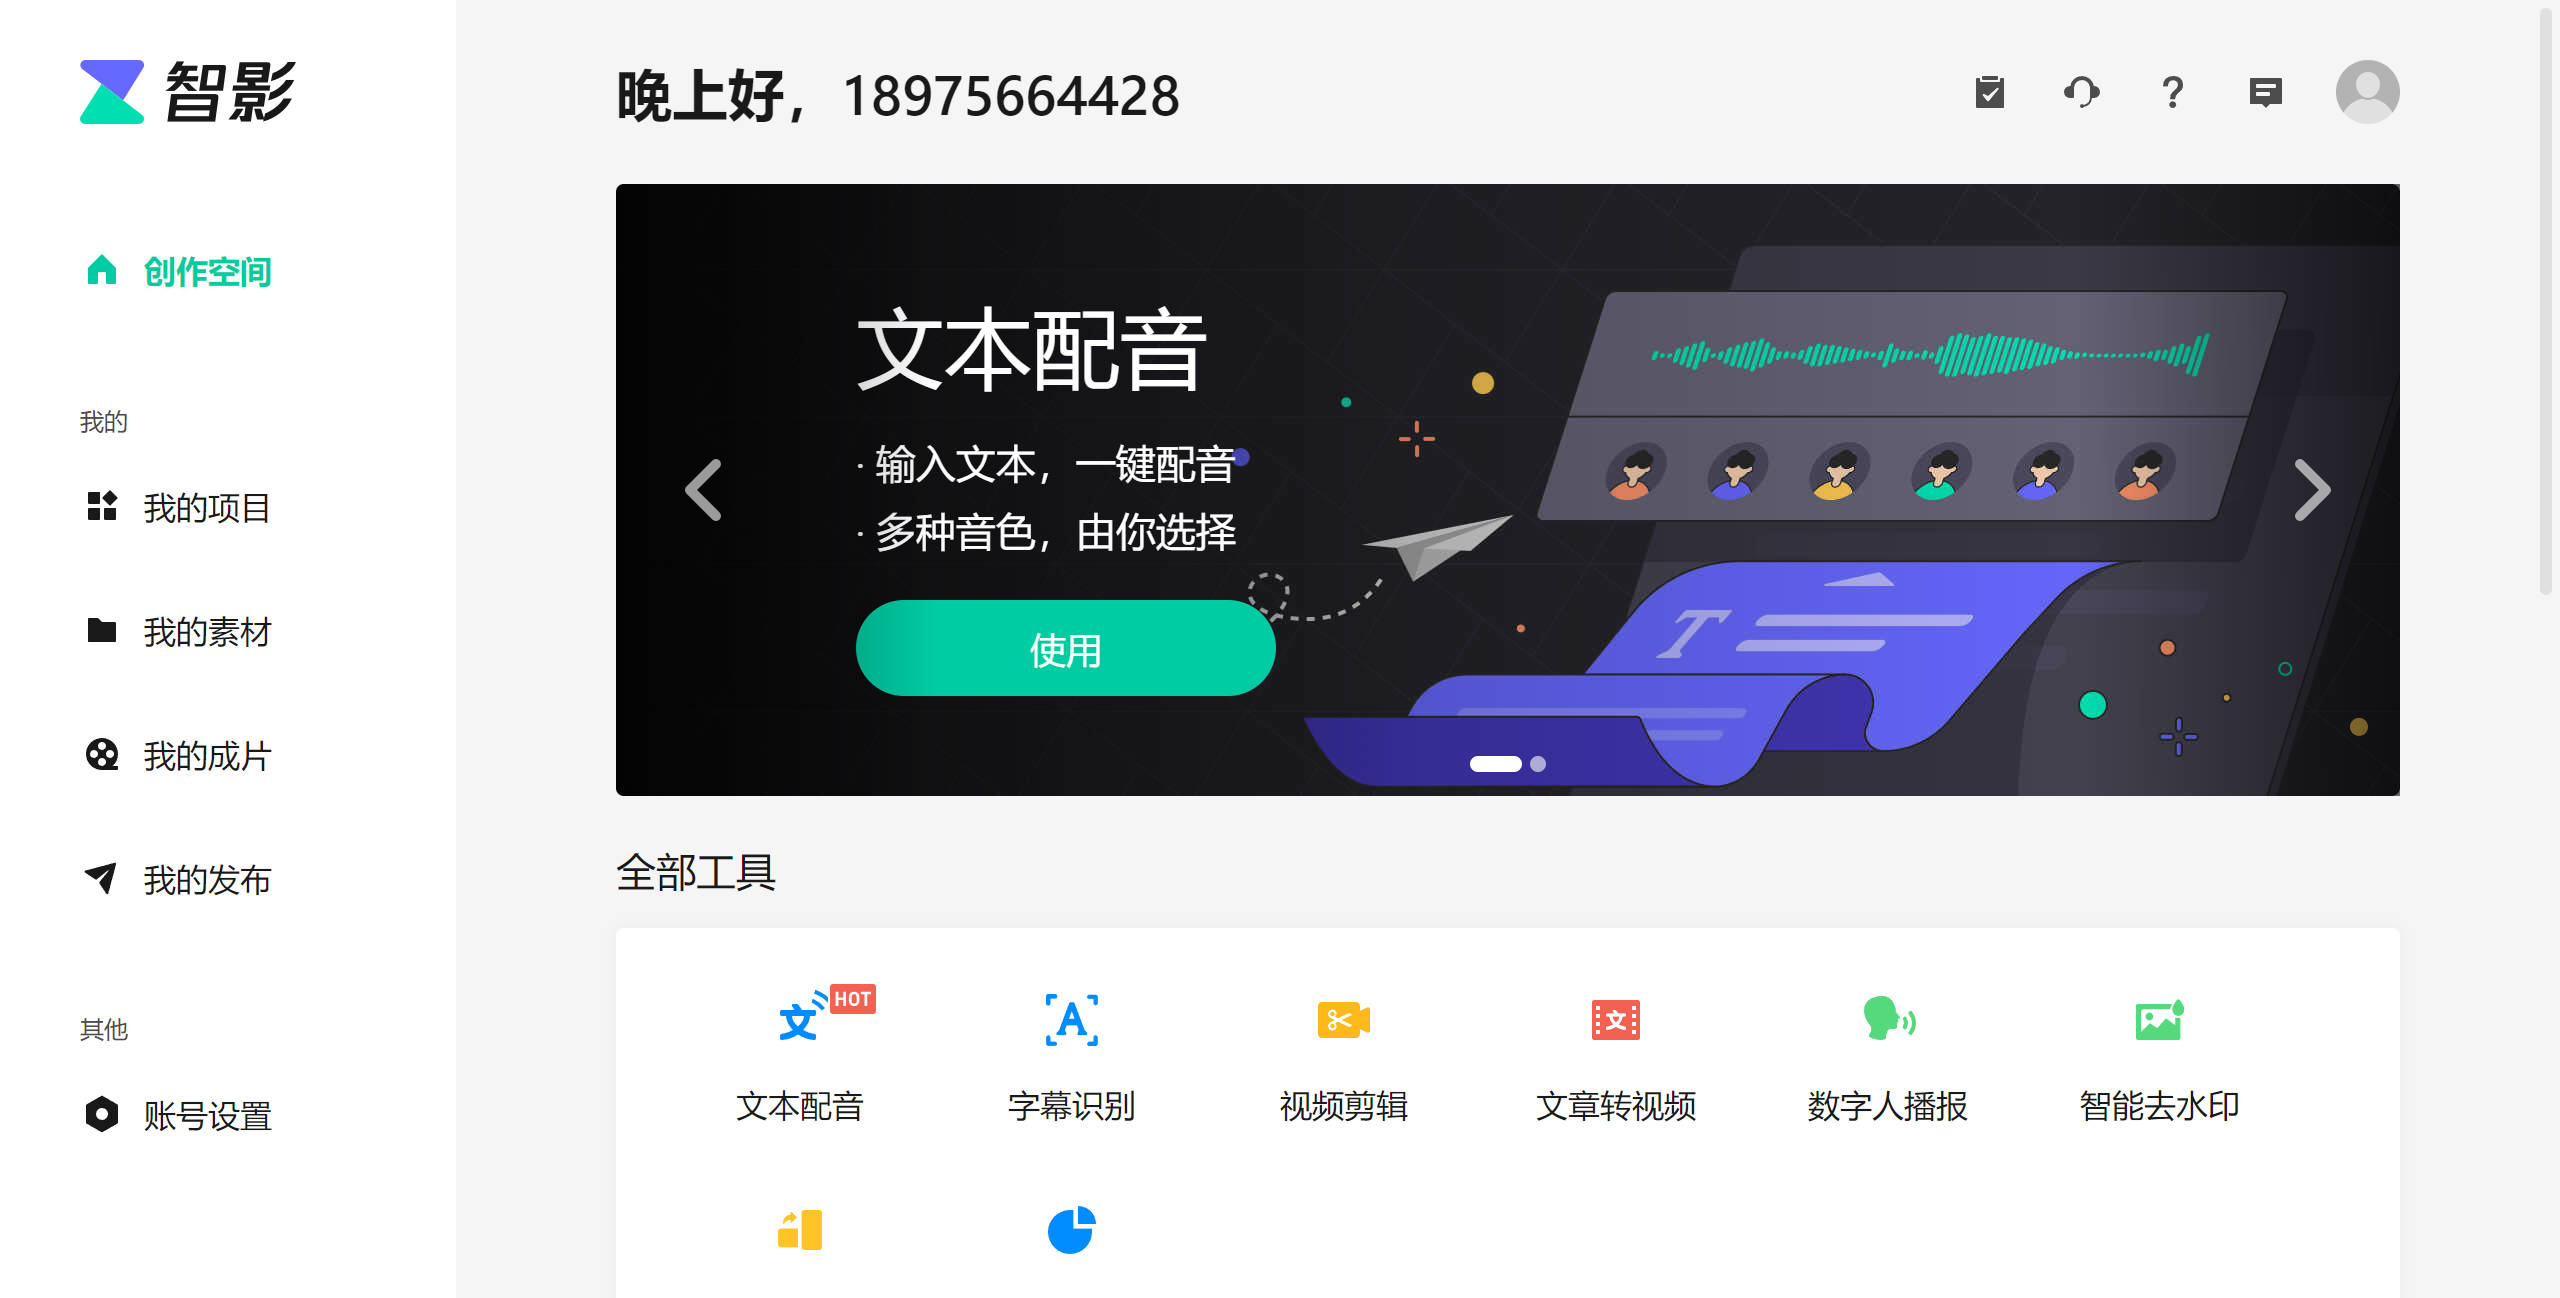 智影
创作空间
我的
我的项目
我的素材
我的成片
我的发布
其他
账号设置
晚上好，18975664428
文本配音
· 输入文本，一键配音
· 多种音色，由你选择
使用
T
全部工具
文 HOT
A
文
文本配音
字幕识别
视频剪辑
文章转视频
数字人播报
智能去水印